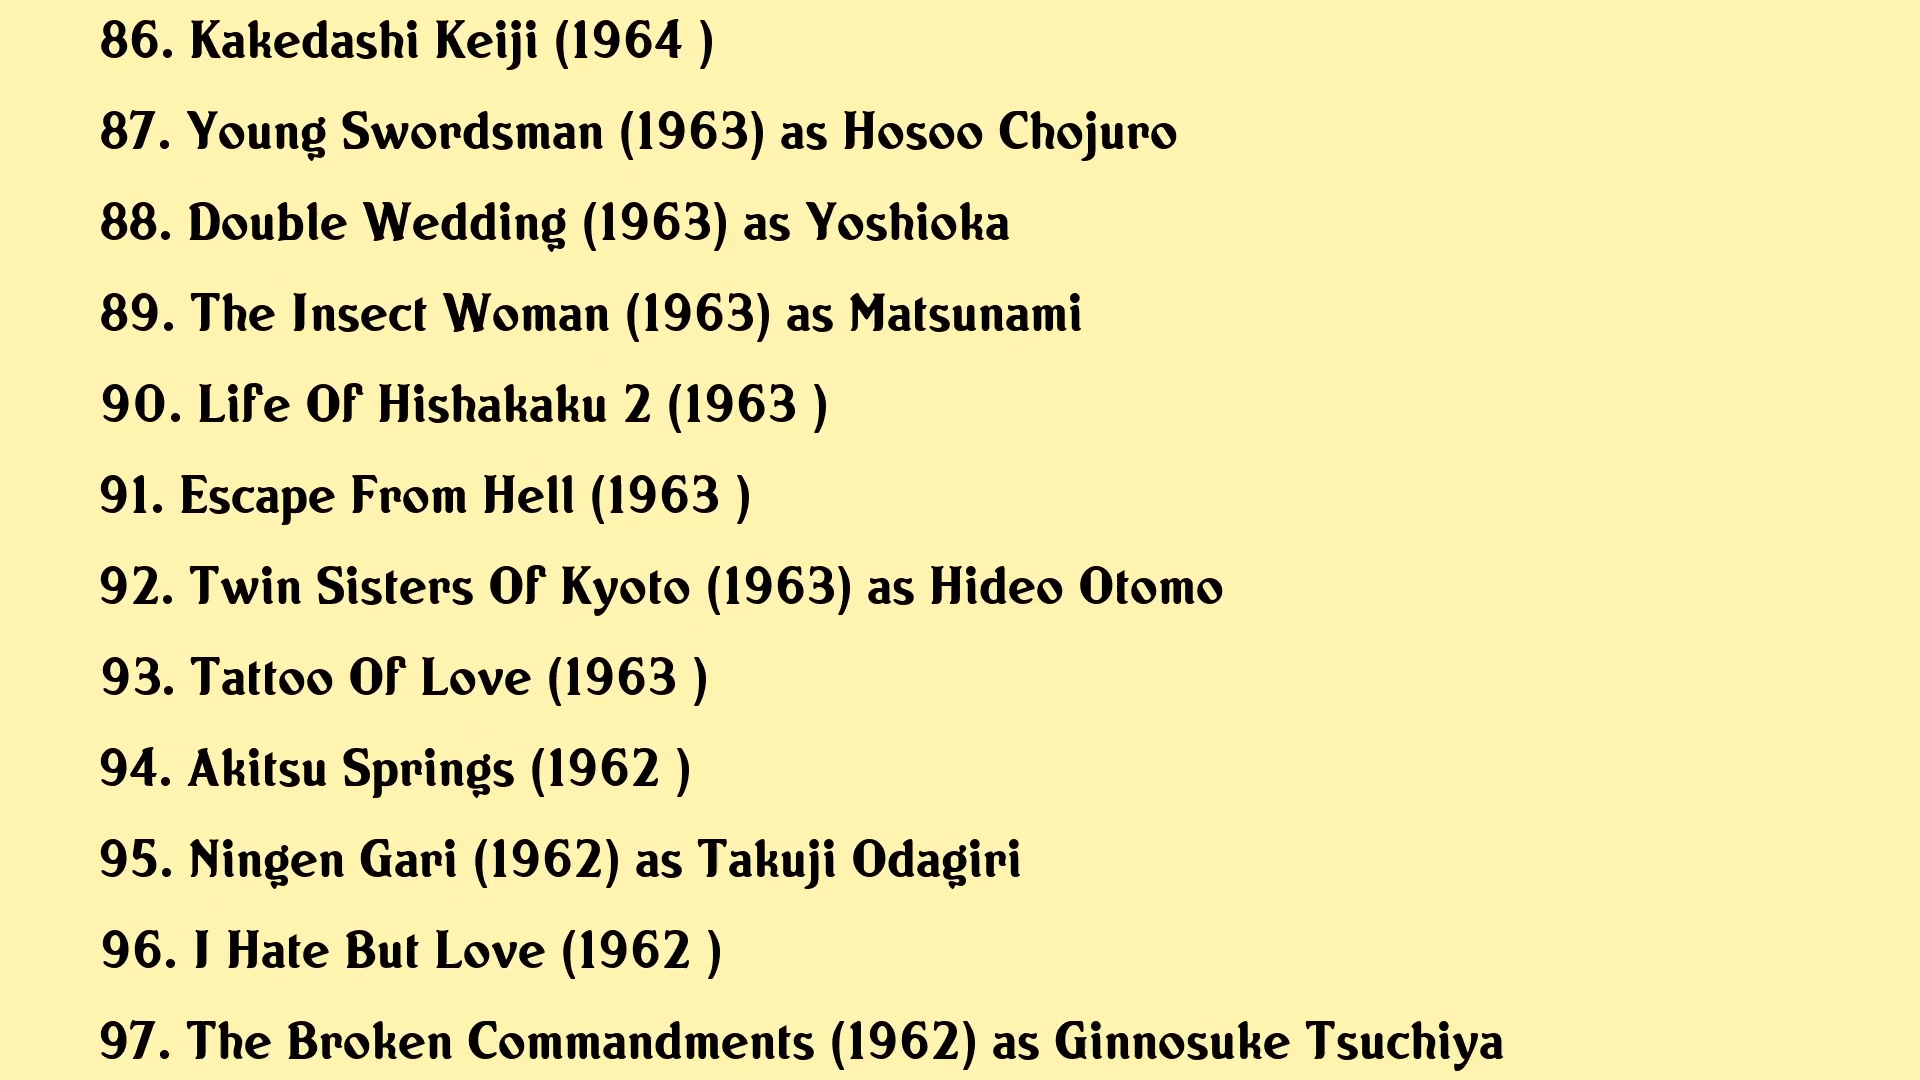 86. Kakedashi Keiji (1964 )
87. Young Swordsman (1963) as Hosoo Chojuro
88. Double Wedding (1963) as Yoshioka
89. The Insect Woman (1963) as Matsunami
90. Life Of Hishakaku 2 (1963 )
91. Escape From Hell (1963 )
92. Twin Sisters Of Kyoto (1963) as Hideo Otomo
93. Tattoo Of Love (1963 )
94. Akitsu Springs (1962 )
95. Ningen Gari (1962) as Takuji Odagiri
96. I Hate But Love (1962 )
97. The Broken Commandments (1962) as Ginnosuke Tsuchiya